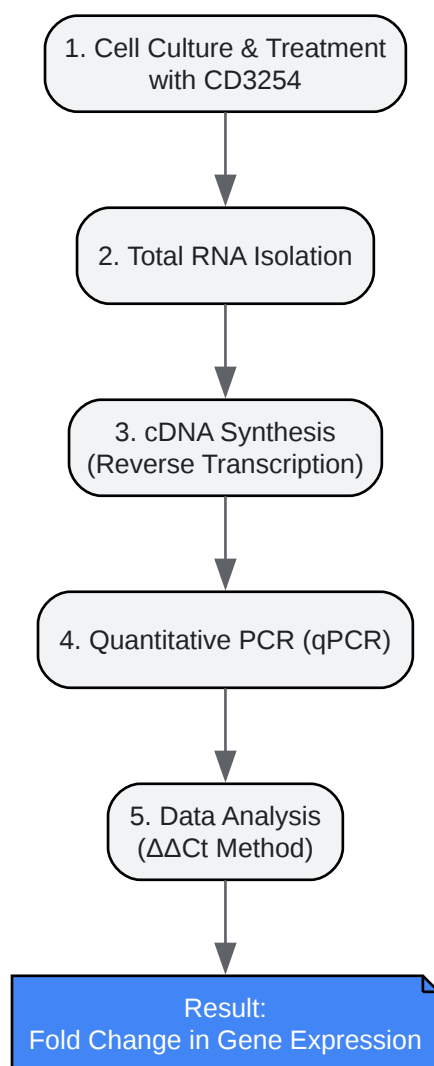 1. Cell Culture & Treatment
with CD3254
2. Total RNA Isolation
3. cDNA Synthesis
(Reverse Transcription)
4. Quantitative PCR (qPCR)
5. Data Analysis
(ΔΔCt Method)
Result:
Fold Change in Gene Expression